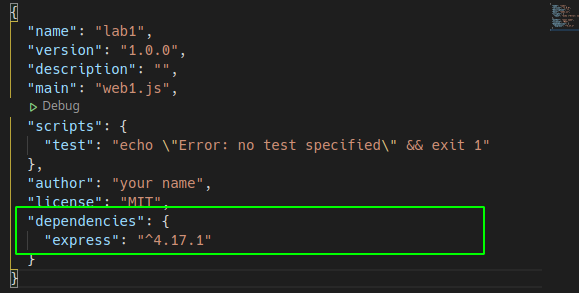 {
"name": "lab1",
"version": "1.0.0",
"description": "",
"main": "web1.js",
Debug
"scripts": {
"test": "echo \"Error: no test specified\" && exit 1"
},
"author": "your name",
"license": "MIT",
"dependencies": {
"express": "^4.17.1"
}
}